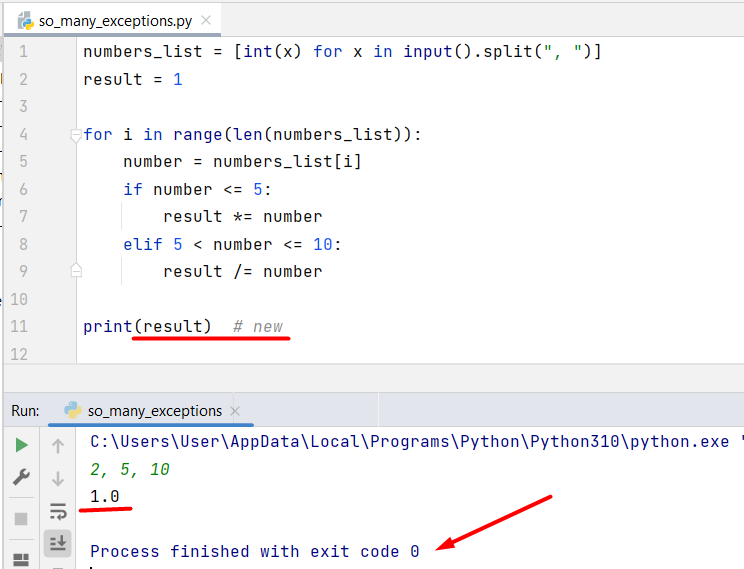 so_many_exceptions.py
1 numbers_list = [int(x) for x in input().split(", ")]
2 result = 1
3
4 for i in range(len(numbers_list)):
5     number = numbers_list[i]
6     if number <= 5:
7         result *= number
8     elif 5 < number <= 10:
9         result /= number
10
11 print(result)  # new
12
Run: so_many_exceptions
C:\Users\User\AppData\Local\Programs\Python\Python310\python.exe "
2, 5, 10
1.0
Process finished with exit code 0